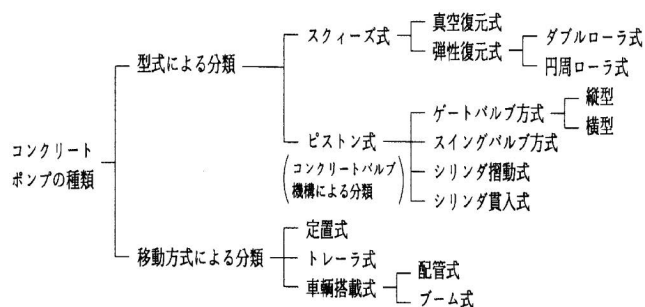 コンクリート
ポンプの種類
型式による分類
スクィーズ式
真空復元式
弾性復元式
ダブルローラ式
円周ローラ式
ピストン式
(コンクリートバルブ
機構による分類)
ゲートバルブ方式
縦型
横型
スイングバルブ方式
シリンダ摺動式
シリンダ貫入式
移動方式による分類
定置式
トレーラ式
車輌搭載式
配管式
ブーム式